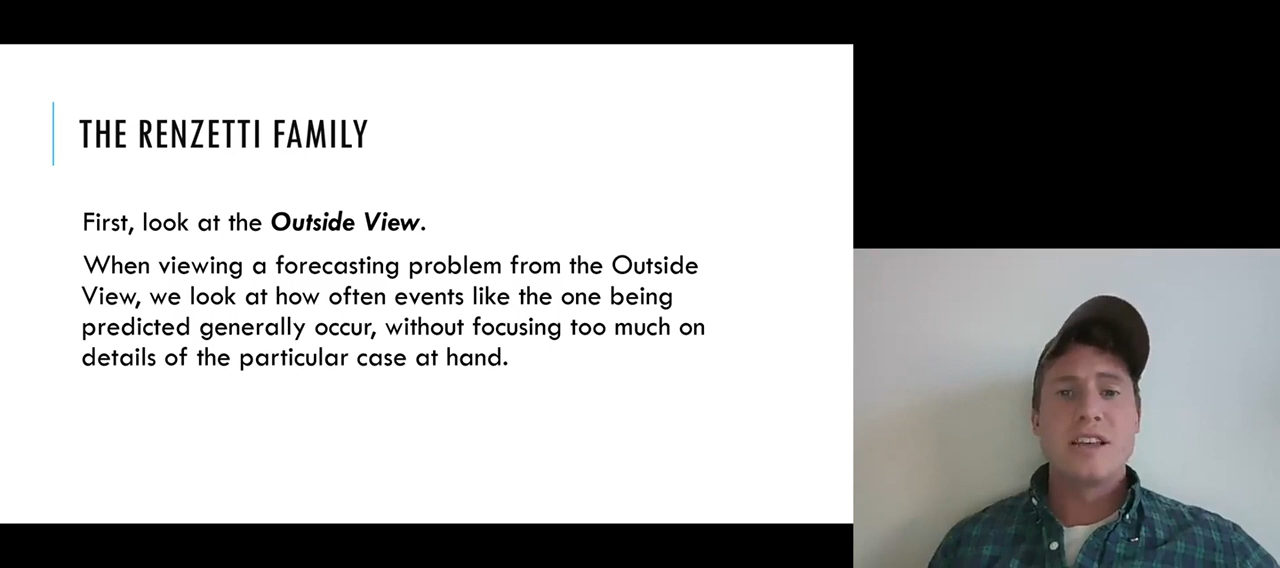 THE RENZETTI FAMILY
First, look at the Outside View.
When viewing a forecasting problem from the Outside
View, we look at how often events like the one being
predicted generally occur, without focusing too much on
details of the particular case at hand.